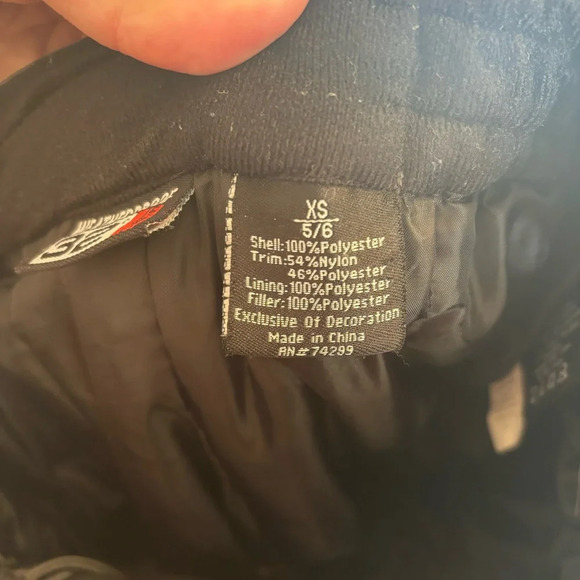 WEATHERPROOF
XS
5/6
Shell:100%Polyester
Trim:54%Nylon
46%Polyester
Lining:100%Polyester
Filler:100%Polyester
Exclusive Of Decoration
Made in China
RN#74299